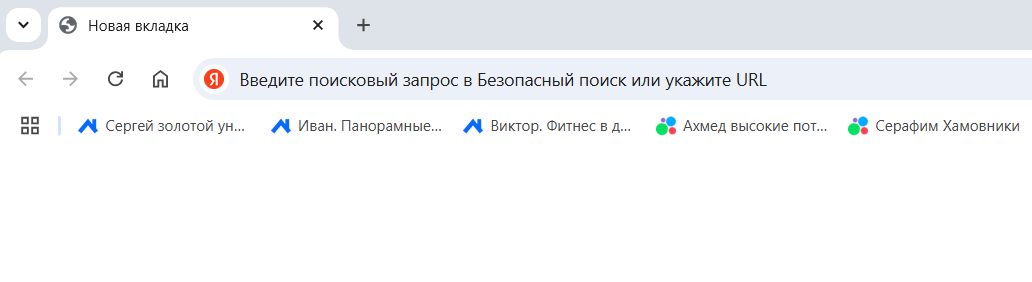 Новая вкладка
Я Введите поисковый запрос в Безопасный поиск или укажите URL
Сергей золотой ун... Иван. Панорамные... Виктор. Фитнес в д... Ахмед высокие пот... Серафим Хамовники